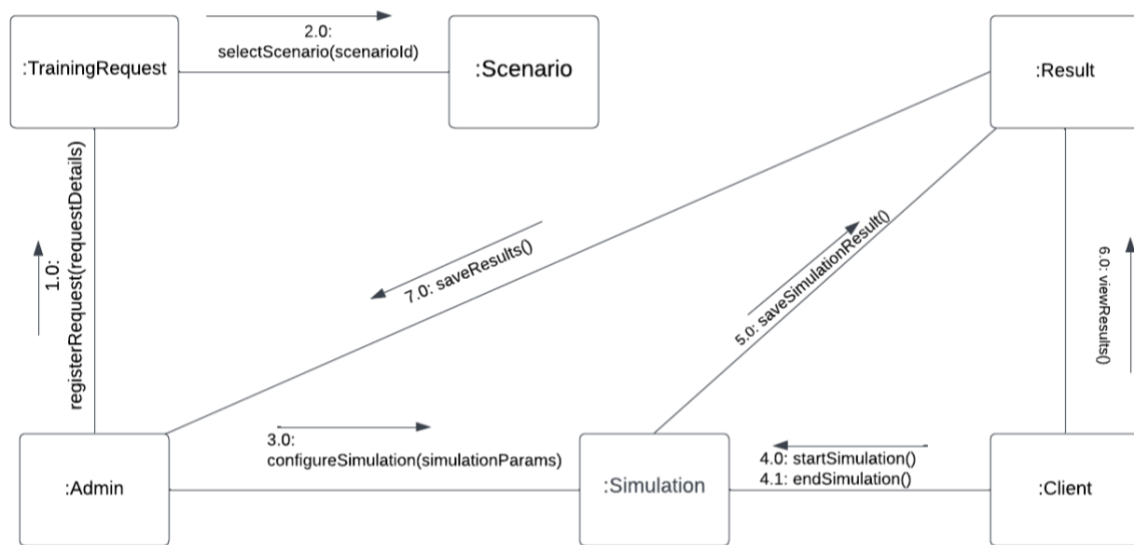 2.0:
selectScenario(scenarioId)
:TrainingRequest
:Scenario
:Result
1.0:
registerRequest(requestDetails)
7.0: saveResults()
5.0: saveSimulationResult()
6.0: viewResults()
3.0:
configureSimulation(simulationParams)
4.0: startSimulation()
4.1: endSimulation()
:Admin
:Simulation
:Client